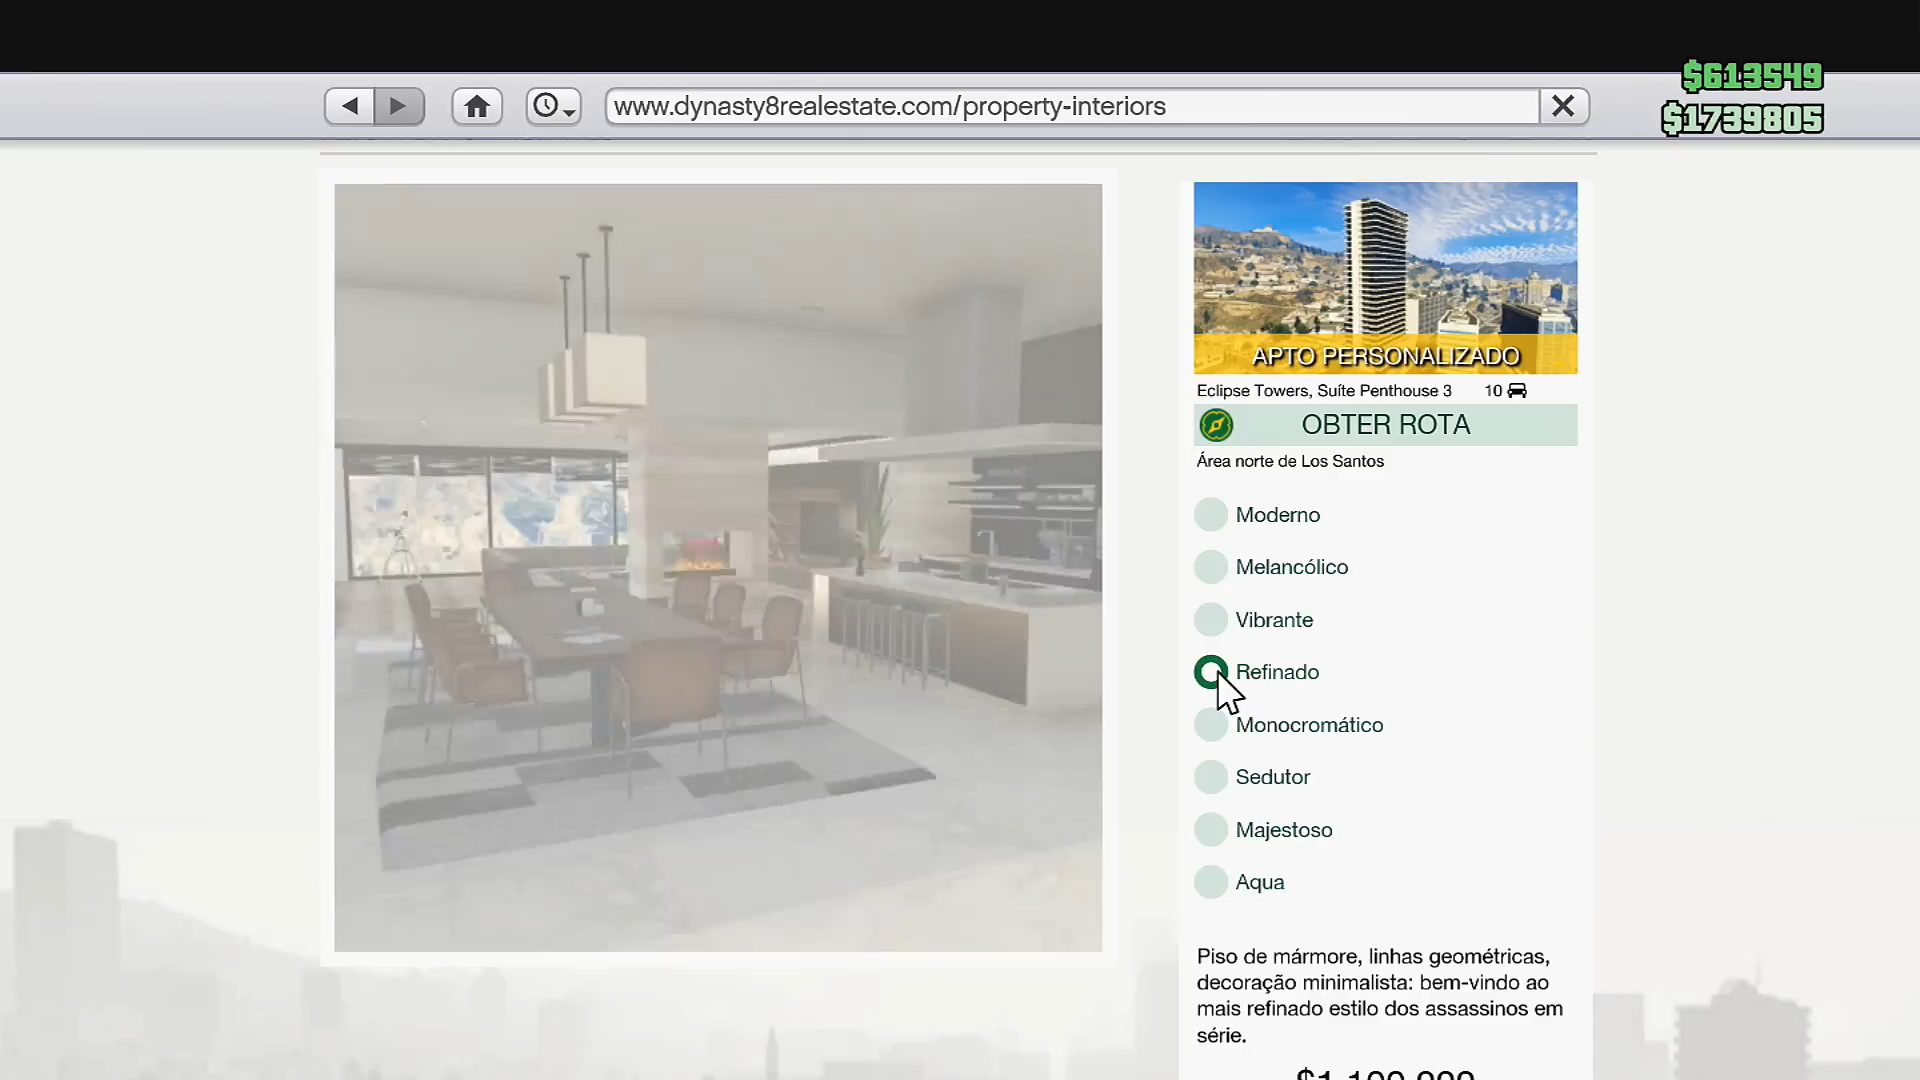 $613549
www.dynasty8realestate.com/property-interiors
$1739805
APTO PERSONALIZADO
Eclipse Towers, Suíte Penthouse 3 10
OBTER ROTA
Área norte de Los Santos
Moderno
Melancólico
Vibrante
Refinado
Monocromático
Sedutor
Majestoso
Aqua
Piso de mármore, linhas geométricas,
decoração minimalista: bem-vindo ao
mais refinado estilo dos assassinos em
série.